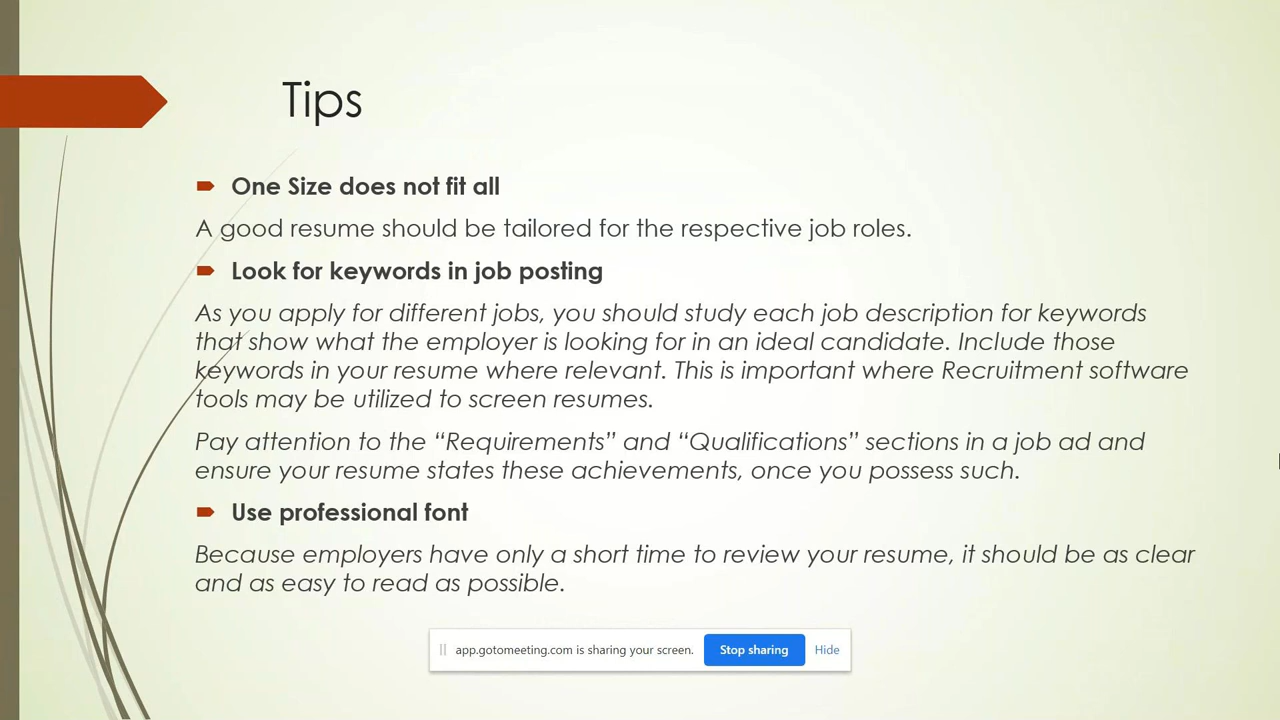 Tips
One Size does not fit all
A good resume should be tailored for the respective job roles.
Look for keywords in job posting
As you apply for different jobs, you should study each job description for keywords
that show what the employer is looking for in an ideal candidate. Include those
keywords in your resume where relevant. This is important where Recruitment software
tools may be utilized to screen resumes.
Pay attention to the “Requirements” and “Qualifications” sections in a job ad and
ensure your resume states these achievements, once you possess such.
Use professional font
Because employers have only a short time to review your resume, it should be as clear
and as easy to read as possible.
app.gotomeeting.com is sharing your screen. Stop sharing Hide